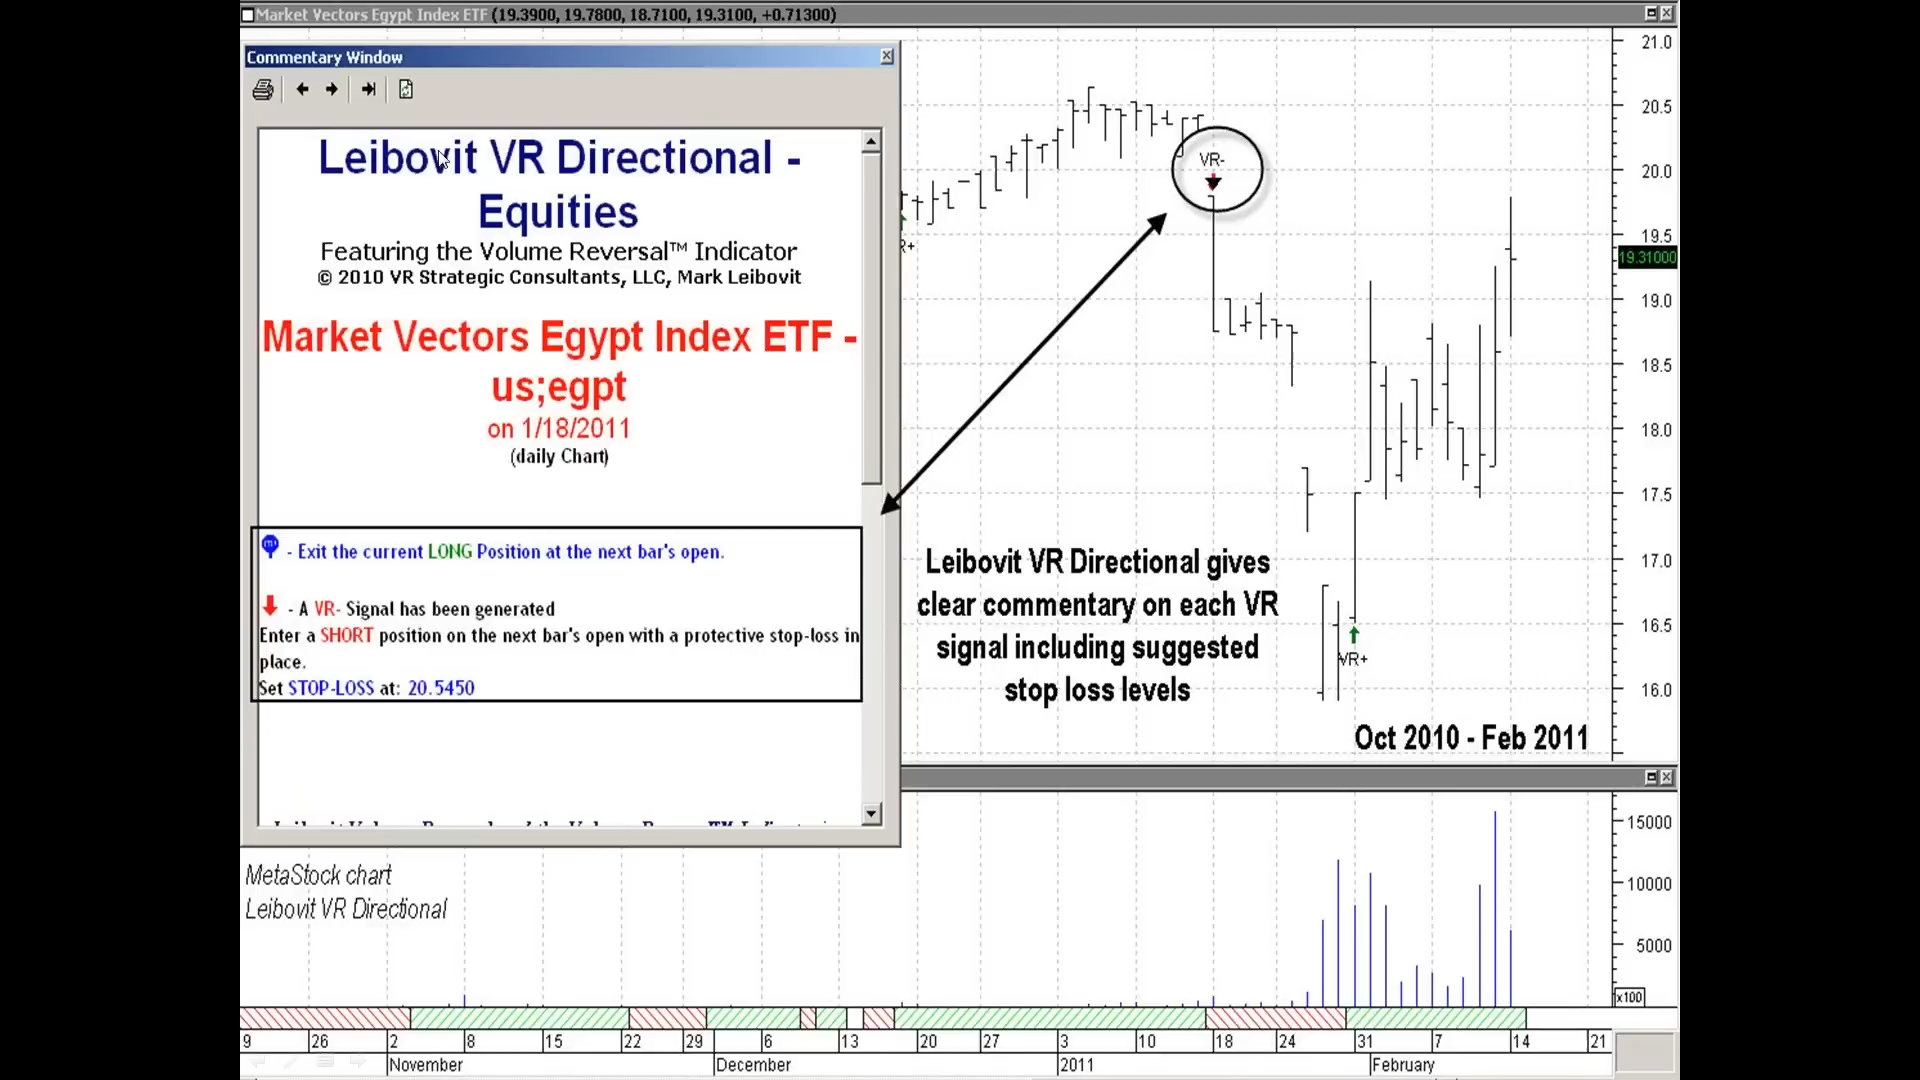 Market Vectors Egypt Index ETF (19.3900, 19.7800, 18.7100, 19.3100, +0.71300)
Commentary Window
Leibovit VR Directional -
Equities
Featuring the Volume Reversal™ Indicator
© 2010 VR Strategic Consultants, LLC, Mark Leibovit
Market Vectors Egypt Index ETF -
us;egpt
on 1/18/2011
(daily Chart)
- Exit the current LONG Position at the next bar's open.
- A VR- Signal has been generated
Enter a SHORT position on the next bar's open with a protective stop-loss in
place.
Set STOP-LOSS at: 20.5450
R+
VR-
VR+
Leibovit VR Directional gives
clear commentary on each VR
signal including suggested
stop loss levels
Oct 2010 - Feb 2011
21.0
20.5
20.0
19.5
19.31000
19.0
18.5
18.0
17.5
17.0
16.5
16.0
MetaStock chart
Leibovit VR Directional
15000
10000
5000
x100
9 26 2 8 15 22 29 6 13 20 27 3 10 18 24 31 7 14 21
November December 2011 February